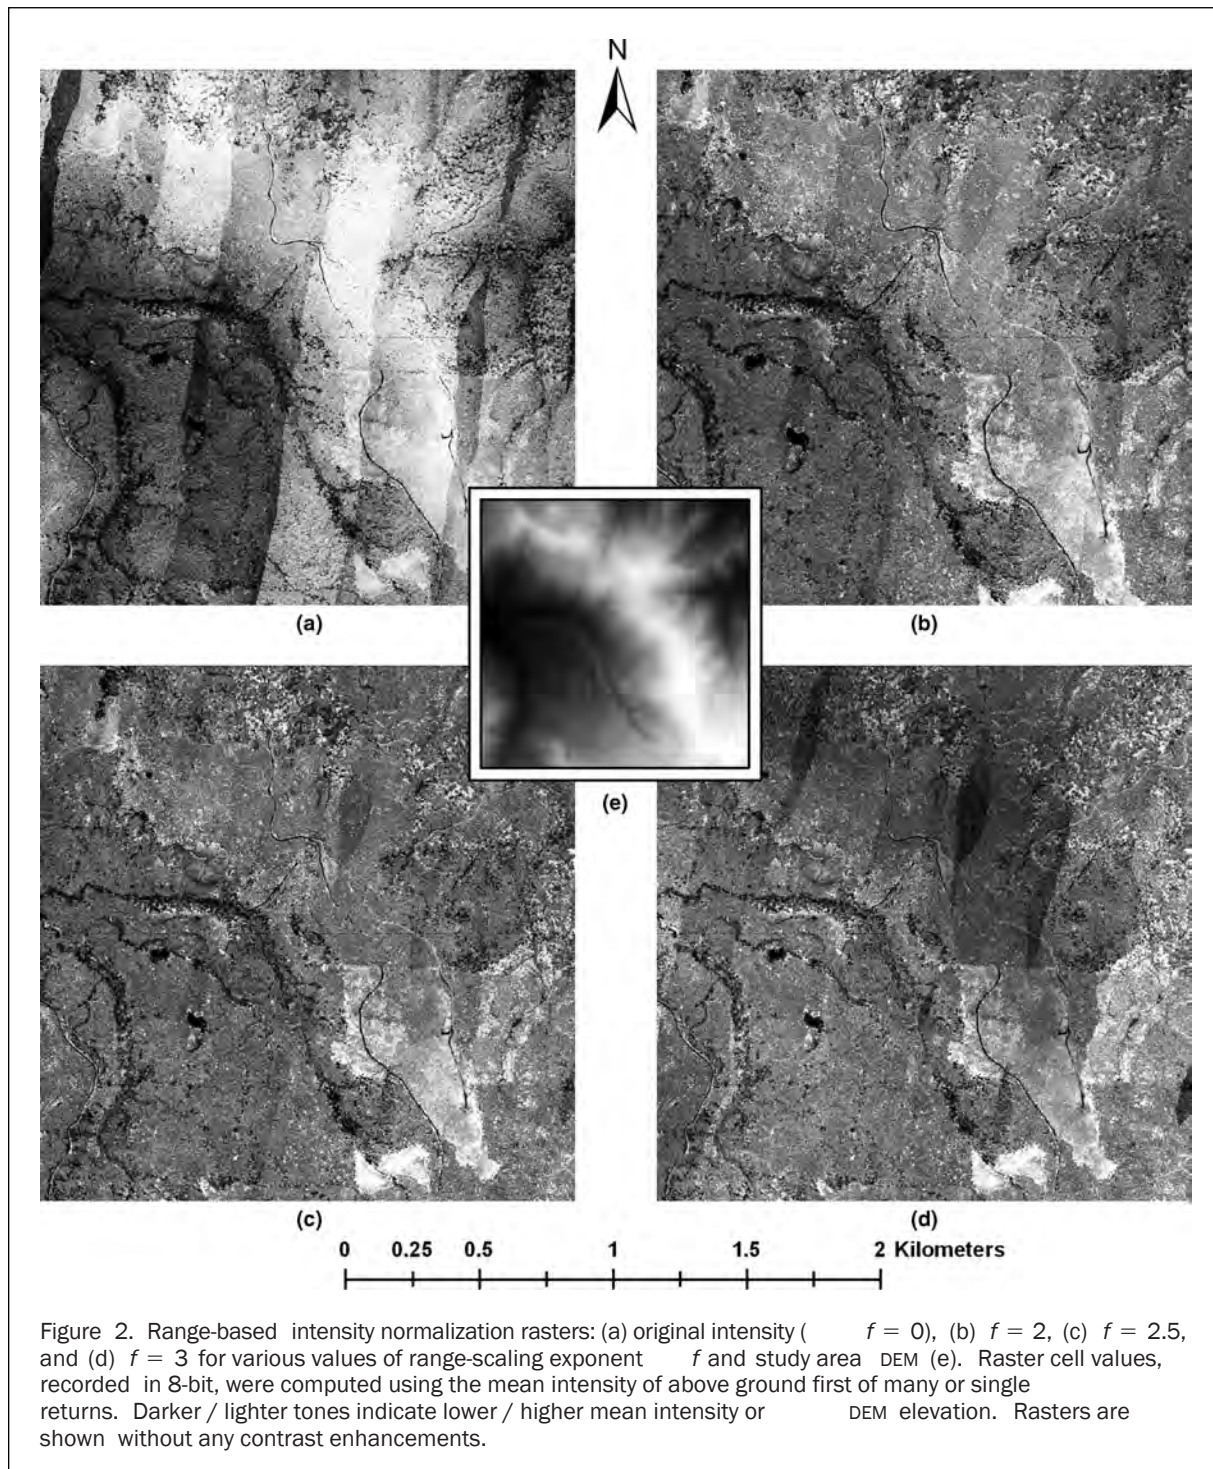 N
(a)
(b)
(e)
(c)
(d)
0 0.25 0.5 1 1.5 2 Kilometers
Figure 2. Range-based intensity normalization rasters: (a) original intensity ( f = 0), (b) f = 2, (c) f = 2.5,
and (d) f = 3 for various values of range-scaling exponent f and study area DEM (e). Raster cell values,
recorded in 8-bit, were computed using the mean intensity of above ground first of many or single
returns. Darker / lighter tones indicate lower / higher mean intensity or DEM elevation. Rasters are
shown without any contrast enhancements.